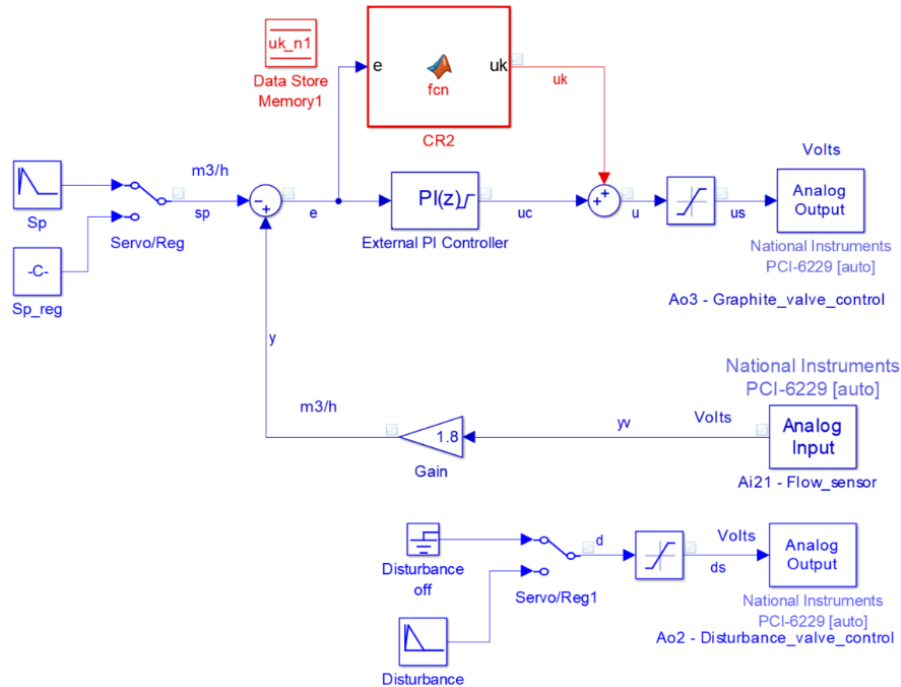 uk_n1
Data Store
Memory1
e
fcn
uk
CR2
uk
Sp
m3/h
sp
Servo/Reg
-C-
Sp_reg
- +
e
PI(z)
External PI Controller
uc
+ +
u
us
Volts
Analog
Output
National Instruments
PCI-6229 [auto]
Ao3 - Graphite_valve_control
y
m3/h
1.8
Gain
yv
Volts
National Instruments
PCI-6229 [auto]
Analog
Input
Ai21 - Flow_sensor
Disturbance
off
Disturbance
Servo/Reg1
d
ds
Volts
Analog
Output
National Instruments
PCI-6229 [auto]
Ao2 - Disturbance_valve_control